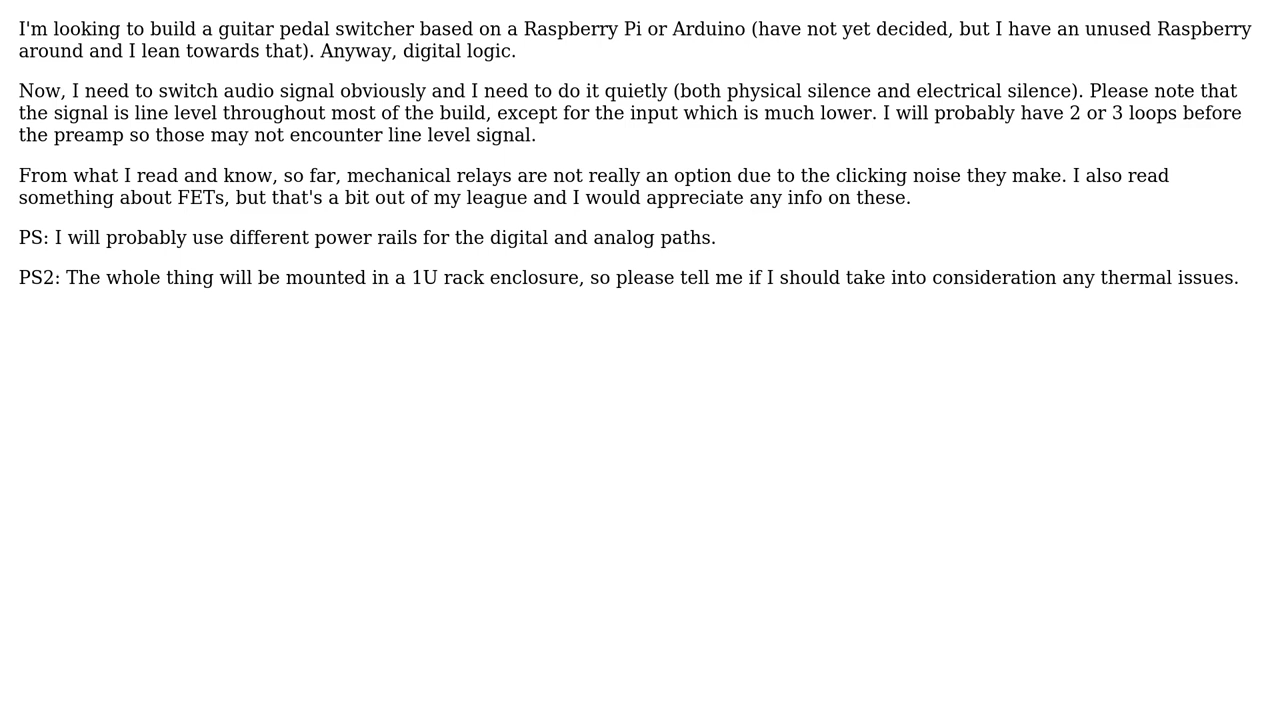 I'm looking to build a guitar pedal switcher based on a Raspberry Pi or Arduino (have not yet decided, but I have an unused Raspberry
around and I lean towards that). Anyway, digital logic.
Now, I need to switch audio signal obviously and I need to do it quietly (both physical silence and electrical silence). Please note that
the signal is line level throughout most of the build, except for the input which is much lower. I will probably have 2 or 3 loops before
the preamp so those may not encounter line level signal.
From what I read and know, so far, mechanical relays are not really an option due to the clicking noise they make. I also read
something about FETs, but that's a bit out of my league and I would appreciate any info on these.
PS: I will probably use different power rails for the digital and analog paths.
PS2: The whole thing will be mounted in a 1U rack enclosure, so please tell me if I should take into consideration any thermal issues.